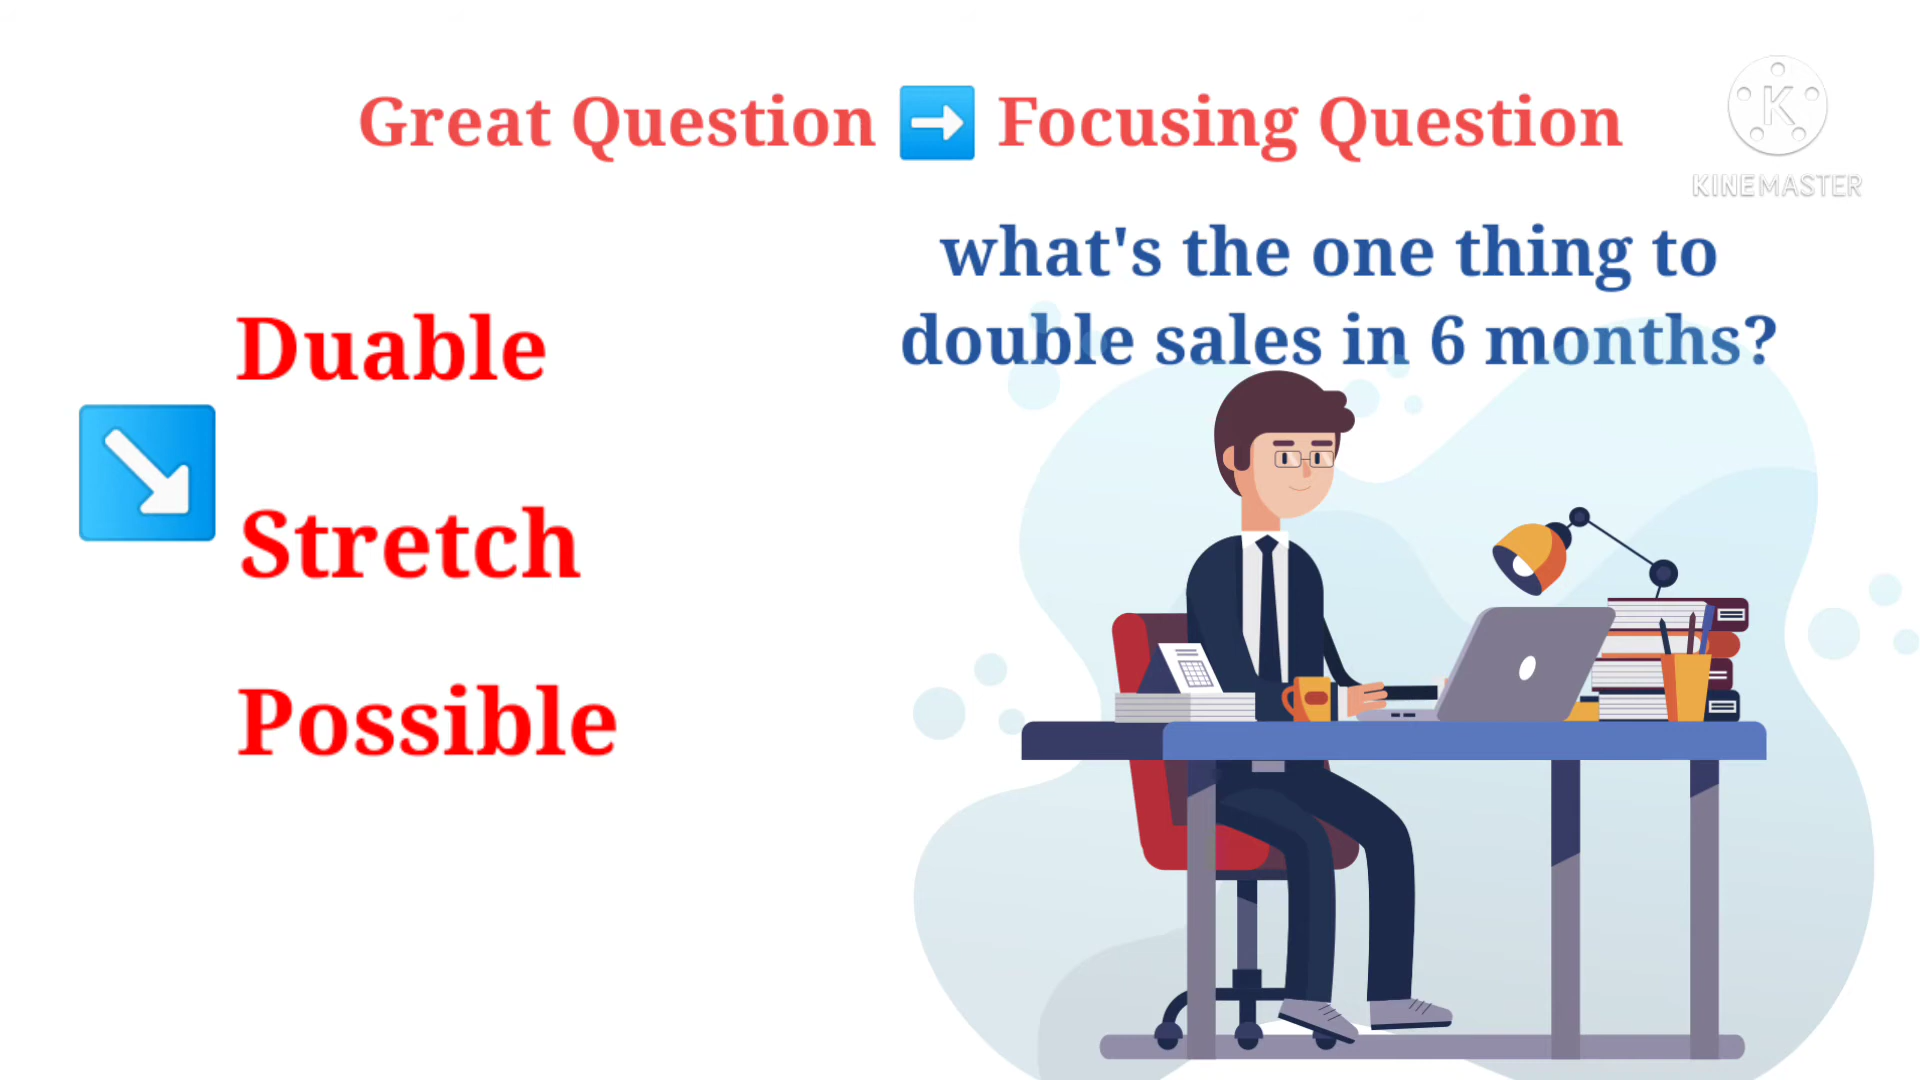 Great Question ➡ Focusing Question
KINEMASTER
what's the one thing to
double sales in 6 months?
Duable
Stretch
Possible